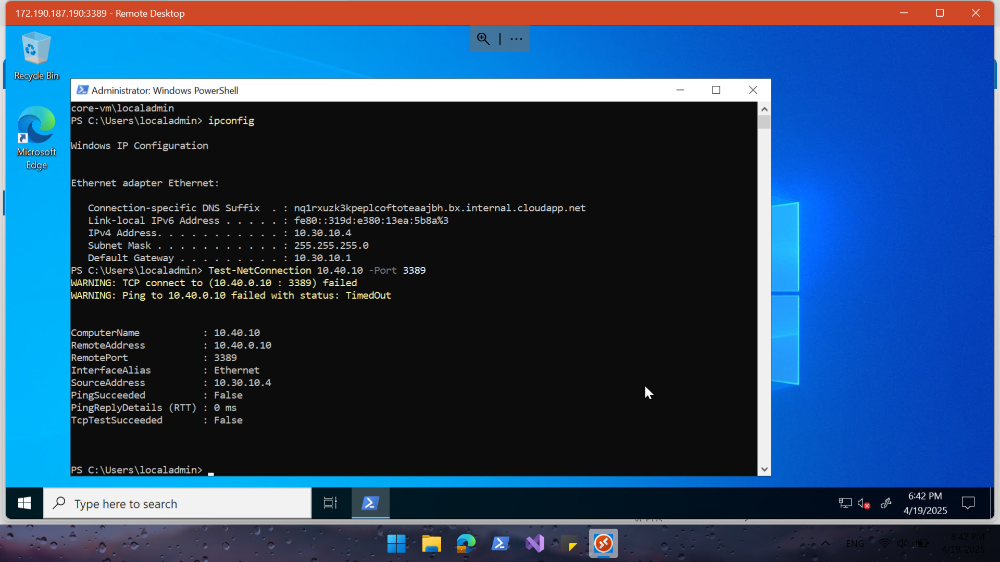 172.190.187.190:3389 - Remote Desktop
Recycle Bin
Microsoft
Edge
Administrator: Windows PowerShell
core-vm\localadmin
PS C:\Users\localadmin> ipconfig
Windows IP Configuration
Ethernet adapter Ethernet:
Connection-specific DNS Suffix  . : nq1rxuzk3kpeplcoftoteaajbh.bx.internal.cloudapp.net
Link-local IPv6 Address . . . . . : fe80::319d:e380:13ea:5b8a%3
IPv4 Address. . . . . . . . . . . : 10.30.10.4
Subnet Mask . . . . . . . . . . . : 255.255.255.0
Default Gateway . . . . . . . . . : 10.30.10.1
PS C:\Users\localadmin> Test-NetConnection 10.40.10 -Port 3389
WARNING: TCP connect to (10.40.0.10 : 3389) failed
WARNING: Ping to 10.40.0.10 failed with status: TimedOut
ComputerName           : 10.40.10
RemoteAddress          : 10.40.0.10
RemotePort             : 3389
InterfaceAlias         : Ethernet
SourceAddress          : 10.30.10.4
PingSucceeded          : False
PingReplyDetails (RTT) : 0 ms
TcpTestSucceeded       : False
PS C:\Users\localadmin>
Type here to search
6:42 PM
4/19/2025
ENG
8:42 PM
4/19/2025